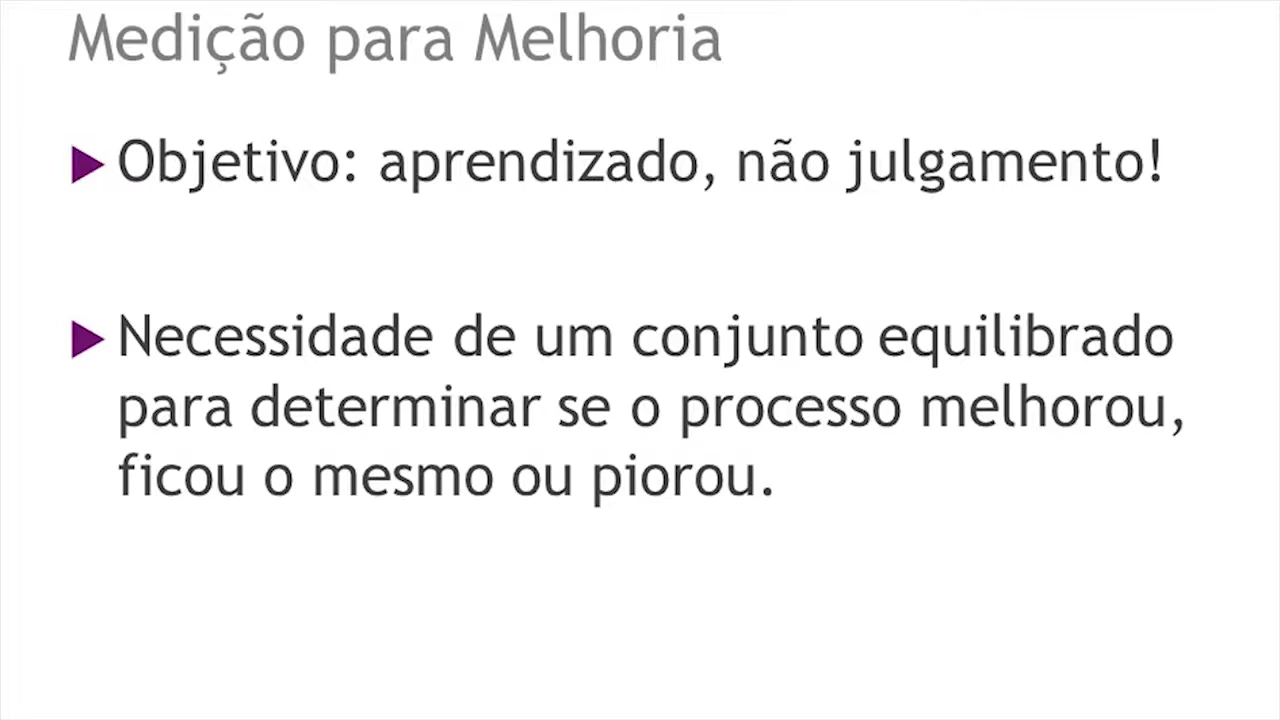 Medição para Melhoria
Objetivo: aprendizado, não julgamento!
Necessidade de um conjunto equilibrado
para determinar se o processo melhorou,
ficou o mesmo ou piorou.